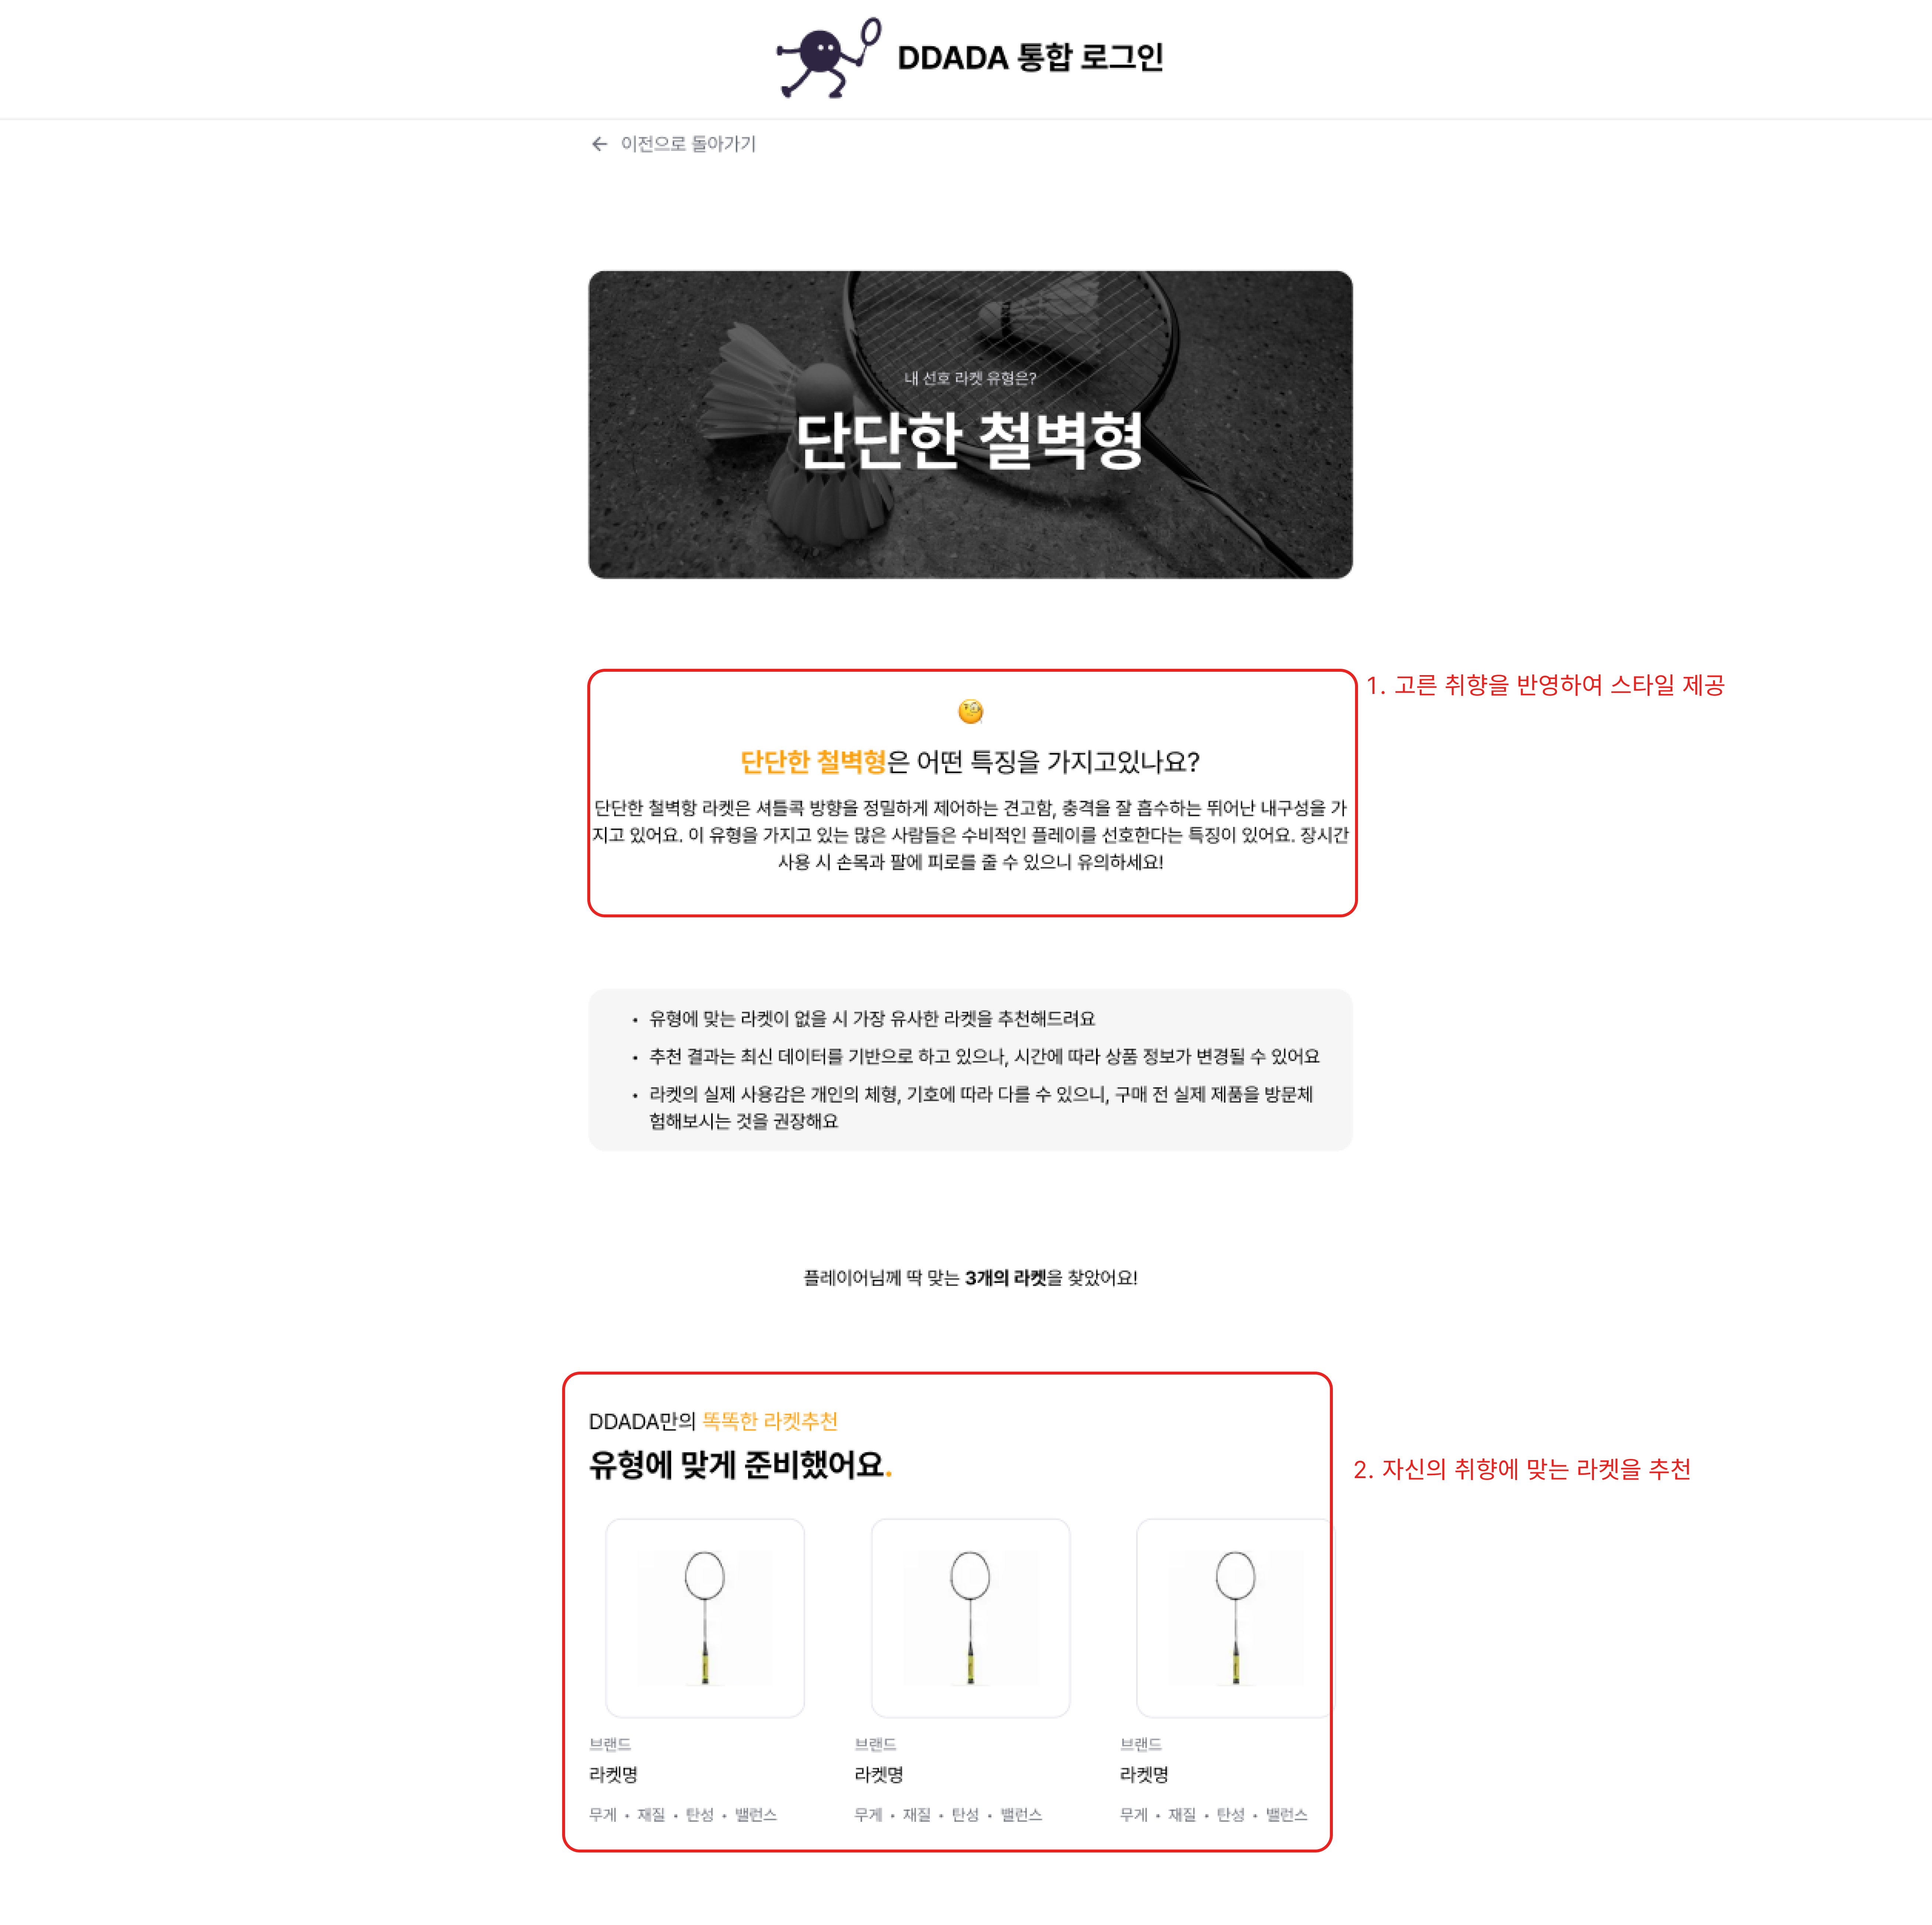 DDADA 통합 로그인
← 이전으로 돌아가기
내 선호 라켓 유형은?
단단한 철벽형
1. 고른 취향을 반영하여 스타일 제공
단단한 철벽형은 어떤 특징을 가지고있나요?
단단한 철벽항 라켓은 셔틀콕 방향을 정밀하게 제어하는 견고함, 충격을 잘 흡수하는 뛰어난 내구성을 가
지고 있어요. 이 유형을 가지고 있는 많은 사람들은 수비적인 플레이를 선호한다는 특징이 있어요. 장시간
사용 시 손목과 팔에 피로를 줄 수 있으니 유의하세요!
• 유형에 맞는 라켓이 없을 시 가장 유사한 라켓을 추천해드려요
• 추천 결과는 최신 데이터를 기반으로 하고 있으나, 시간에 따라 상품 정보가 변경될 수 있어요
• 라켓의 실제 사용감은 개인의 체형, 기호에 따라 다를 수 있으니, 구매 전 실제 제품을 방문체
험해보시는 것을 권장해요
플레이어님께 딱 맞는 3개의 라켓을 찾았어요!
DDADA만의 똑똑한 라켓추천
유형에 맞게 준비했어요.
2. 자신의 취향에 맞는 라켓을 추천
브랜드 브랜드 브랜드
라켓명 라켓명 라켓명
무게 • 재질 • 탄성 • 밸런스 무게 • 재질 • 탄성 • 밸런스 무게 • 재질 • 탄성 • 밸런스